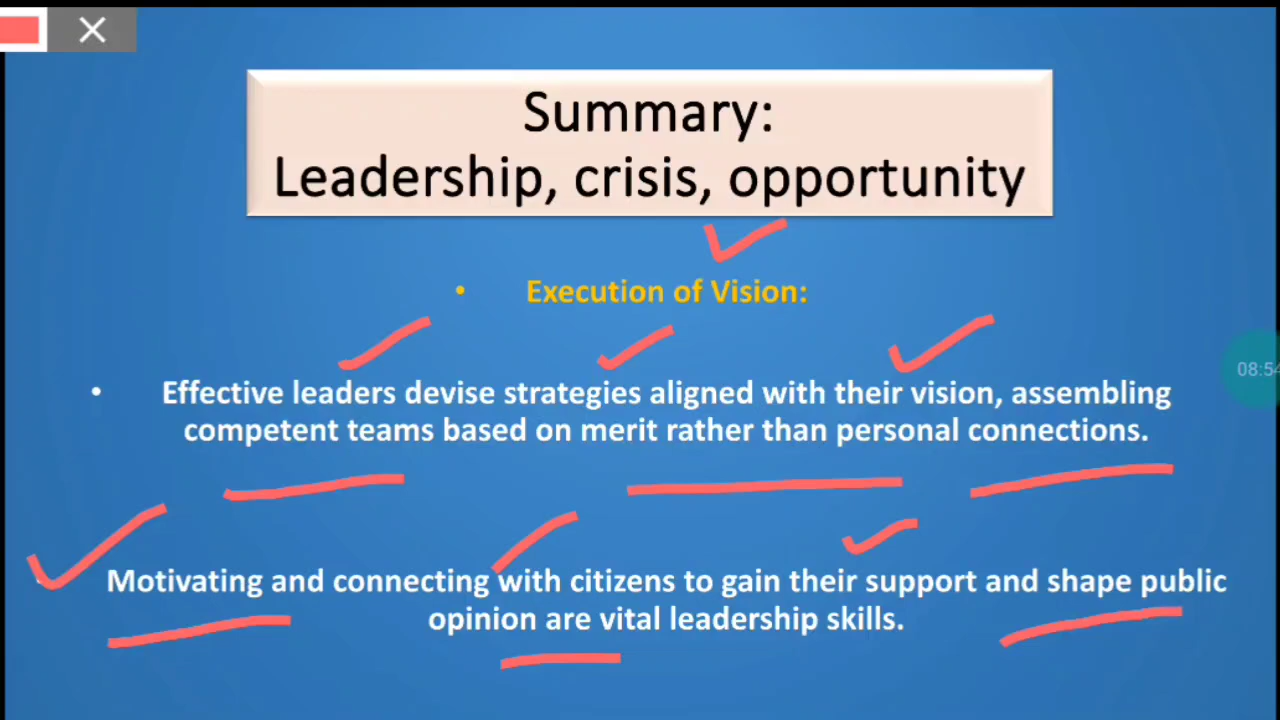 Summary:
Leadership, crisis, opportunity
• Execution of Vision:
• Effective leaders devise strategies aligned with their vision, assembling
competent teams based on merit rather than personal connections.
Motivating and connecting with citizens to gain their support and shape public
opinion are vital leadership skills.
08:54